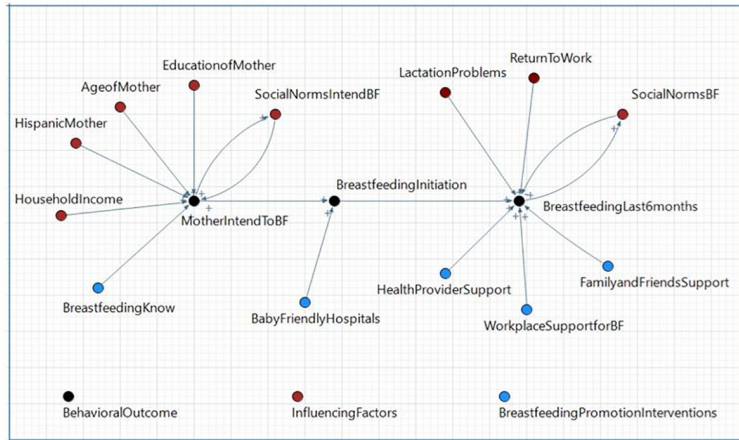 ReturnToWork
EducationofMother
LactationProblems
AgeofMother
SocialNormsIntendBF
SocialNormsBF
HispanicMother
BreastfeedingInitiation
HouseholdIncome
BreastfeedingLast6months
MotherIntendToBF
FamilyandFriendsSupport
HealthProviderSupport
BreastfeedingKnow
BabyFriendlyHospitals
WorkplaceSupportforBF
BehavioralOutcome
InfluencingFactors
BreastfeedingPromotionInterventions